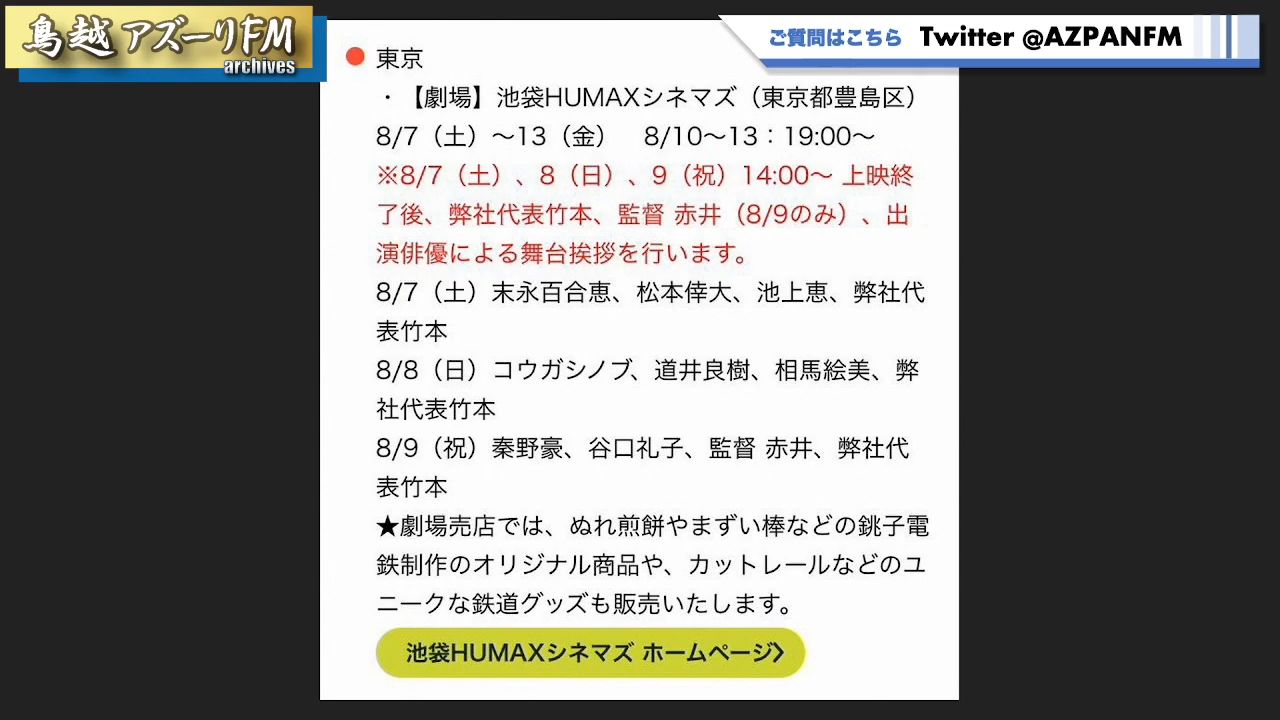 鳥越 アズーリFM
archives
ご質問はこちら Twitter @AZPANFM
東京
・【劇場】池袋HUMAXシネマズ（東京都豊島区）
8/7（土）〜13（金） 8/10〜13：19:00〜
※8/7（土）、8（日）、9（祝）14:00〜 上映終
了後、弊社代表竹本、監督 赤井（8/9のみ）、出
演俳優による舞台挨拶を行います。
8/7（土）末永百合恵、松本倖大、池上恵、弊社代
表竹本
8/8（日）コウガシノブ、道井良樹、相馬絵美、弊
社代表竹本
8/9（祝）秦野豪、谷口礼子、監督 赤井、弊社代
表竹本
★劇場売店では、ぬれ煎餅やまずい棒などの銚子電
鉄制作のオリジナル商品や、カットレールなどのユ
ニークな鉄道グッズも販売いたします。
池袋HUMAXシネマズ ホームページ